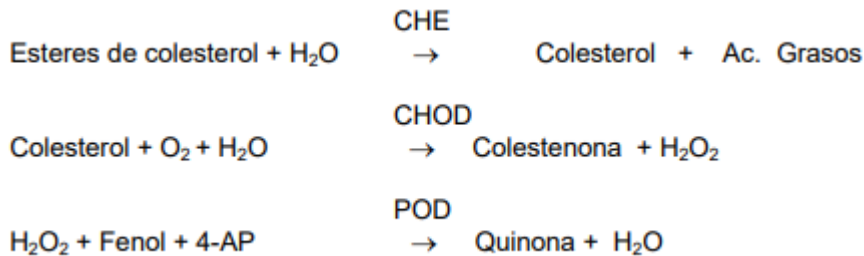 CHE
Esteres de colesterol + H₂O → Colesterol + Ac. Grasos
CHOD
Colesterol + O₂ + H₂O → Colestenona + H₂O₂
POD
H₂O₂ + Fenol + 4-AP → Quinona + H₂O